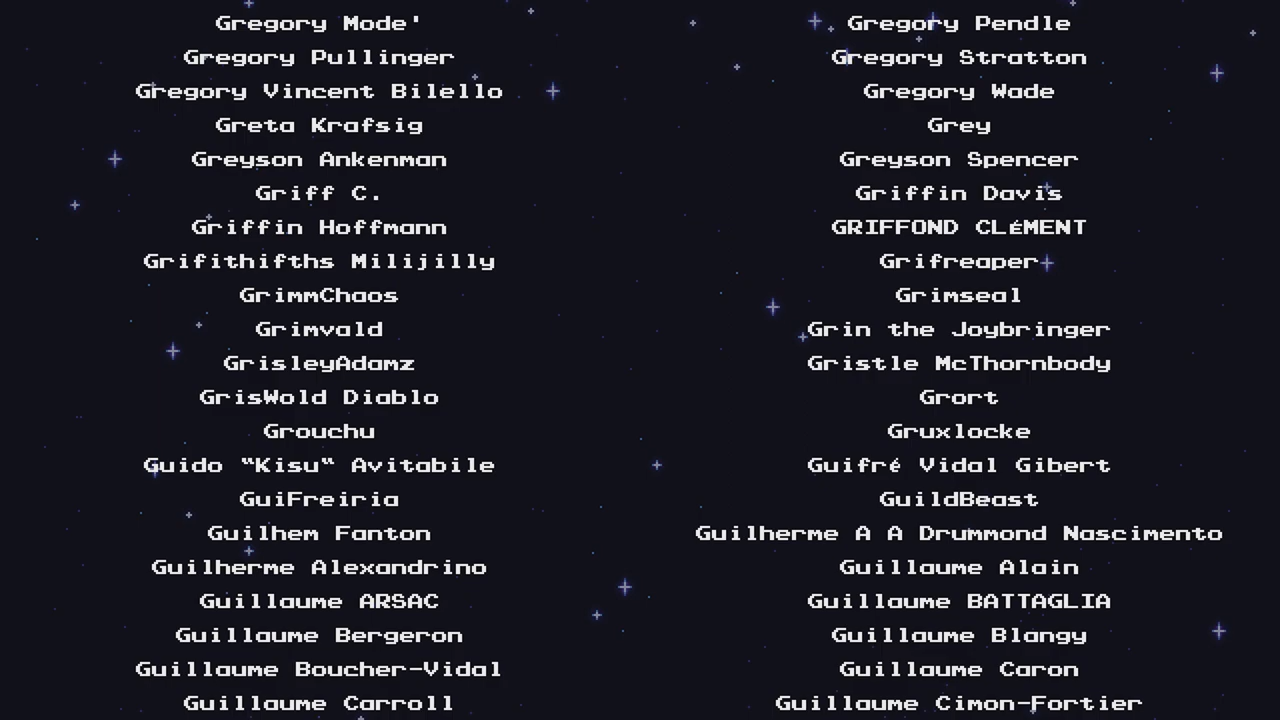 Gregory Mode' Gregory Pendle
Gregory Pullinger Gregory Stratton
Gregory Vincent Bilello Gregory Wade
Greta Krafsig Grey
Greyson Ankenman Greyson Spencer
Griff C. Griffin Davis
Griffin Hoffmann GRIFFOND CLéMENT
Grifithifths Milijilly Grifreaper
GrimmChaos Grimseal
Grimvald Grin the Joybringer
GrisleyAdamz Gristle McThornbody
GrisWold Diablo Grort
Grouchu Gruxlocke
Guido "Kisu" Avitabile Guifré Vidal Gibert
GuiFreiria GuildBeast
Guilhem Fanton Guilherme A A Drummond Nascimento
Guilherme Alexandrino Guillaume Alain
Guillaume ARSAC Guillaume BATTAGLIA
Guillaume Bergeron Guillaume Blangy
Guillaume Boucher-Vidal Guillaume Caron
Guillaume Carroll Guillaume Cimon-Fortier